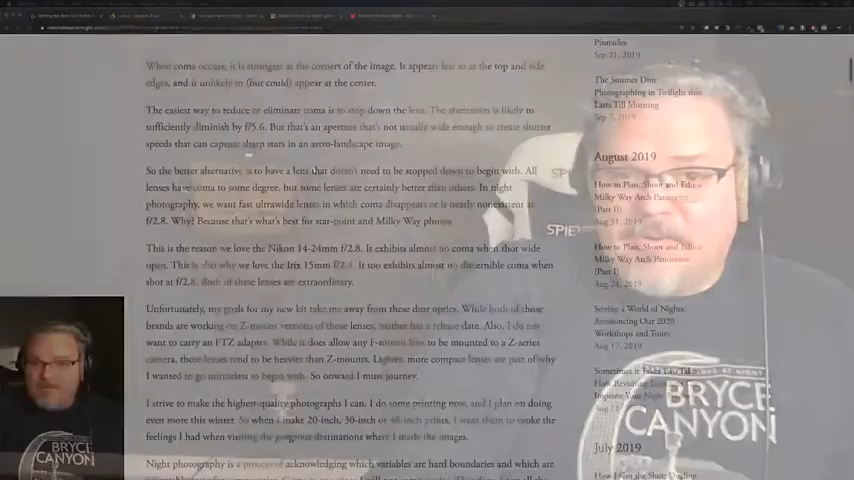 When coma occurs, it is strongest at the corners of the image. It appears less so at the top and side
edges, and is unlikely to (but could) appear at the center.
The easiest way to reduce or eliminate coma is to stop down the lens. The aberration is likely to
sufficiently diminish by f/5.6. But that's an aperture that's not usually wide enough to create shutter
speeds that can capture sharp stars in an astro-landscape image.
So the better alternative is to have a lens that doesn't need to be stopped down to begin with. All
lenses have coma to some degree, but some lenses are certainly better than others. In night
photography, we want fast ultrawide lenses in which coma disappears or is nearly nonexistent at
f/2.8. Why? Because that's what's best for star-point and Milky Way photos.
This is the reason we love the Nikon 14-24mm f/2.8. It exhibits almost no coma when shot wide
open. This is also why we love the Irix 15mm f/2.4. It too exhibits almost no discernible coma when
shot at f/2.8. Both of these lenses are extraordinary.
Unfortunately, my goals for my new kit take me away from these dear optics. While both of those
brands are working on Z-mount versions of those lenses, neither has a release date. Also, I do not
want to carry an FTZ adapter. While it does allow any F-mount lens to be mounted to a Z-series
camera, those lenses tend to be heavier than Z-mounts. Lighter, more compact lenses are part of why
I wanted to go mirrorless to begin with. So onward I must journey.
I strive to make the highest-quality photographs I can. I do some printing now, and I plan on doing
even more this winter. So when I make 20-inch, 30-inch or 40-inch prints, I want them to evoke the
feelings I had when visiting the gorgeous destinations where I made the images.
Night photography is a process of acknowledging which variables are hard boundaries and which are
Pinnacles
Sep 21, 2019
The Simmer Dim:
Photographing in Twilight that
Lasts Till Morning
Sep 7, 2019
August 2019
How to Plan, Shoot and Edit a
Milky Way Arch Panorama
(Part II)
Aug 31, 2019
How to Plan, Shoot and Edit a
Milky Way Arch Panorama
(Part I)
Aug 24, 2019
Seizing a World of Nights:
Announcing Our 2020
Workshops and Tours
Aug 17, 2019
Sometimes it Takes Two
How Revisiting
Improve Your Night
July 2019
How I Got the Shot:
BRYCE
CANYON
BRYCE
CANYON